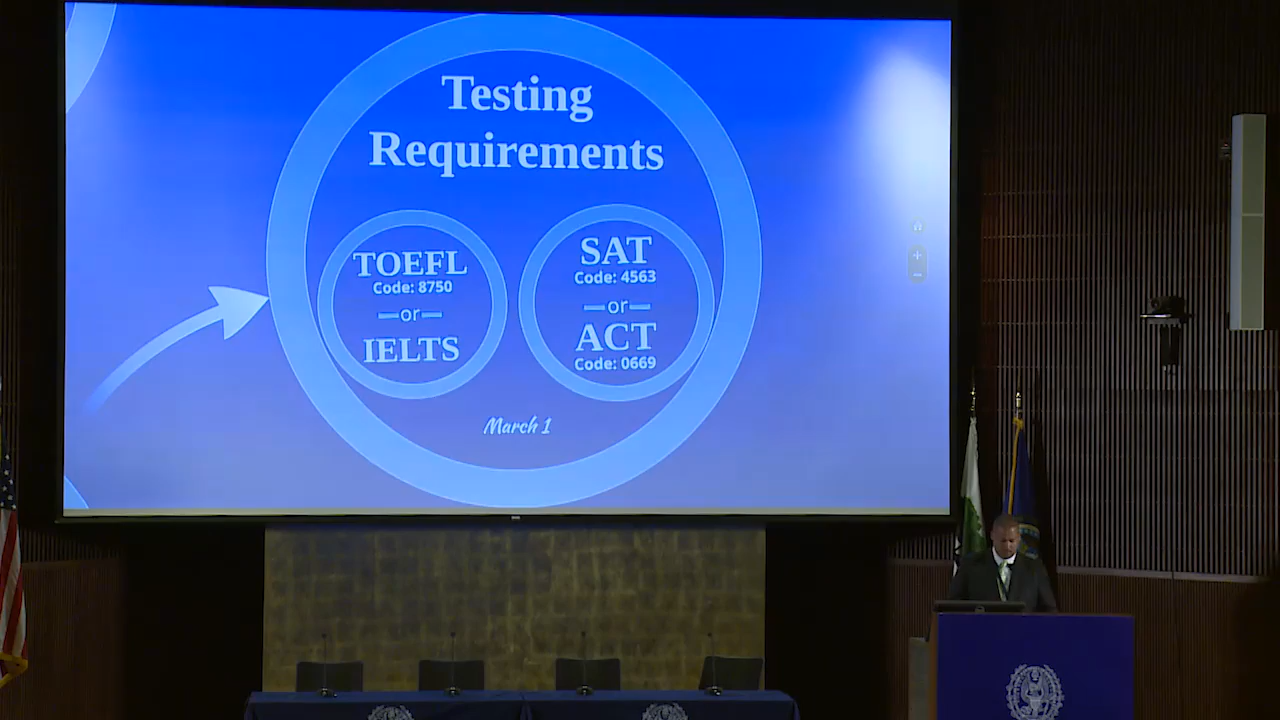 Testing
Requirements
TOEFL
Code: 8750
or
IELTS
SAT
Code: 4563
or
ACT
Code: 0669
March 1